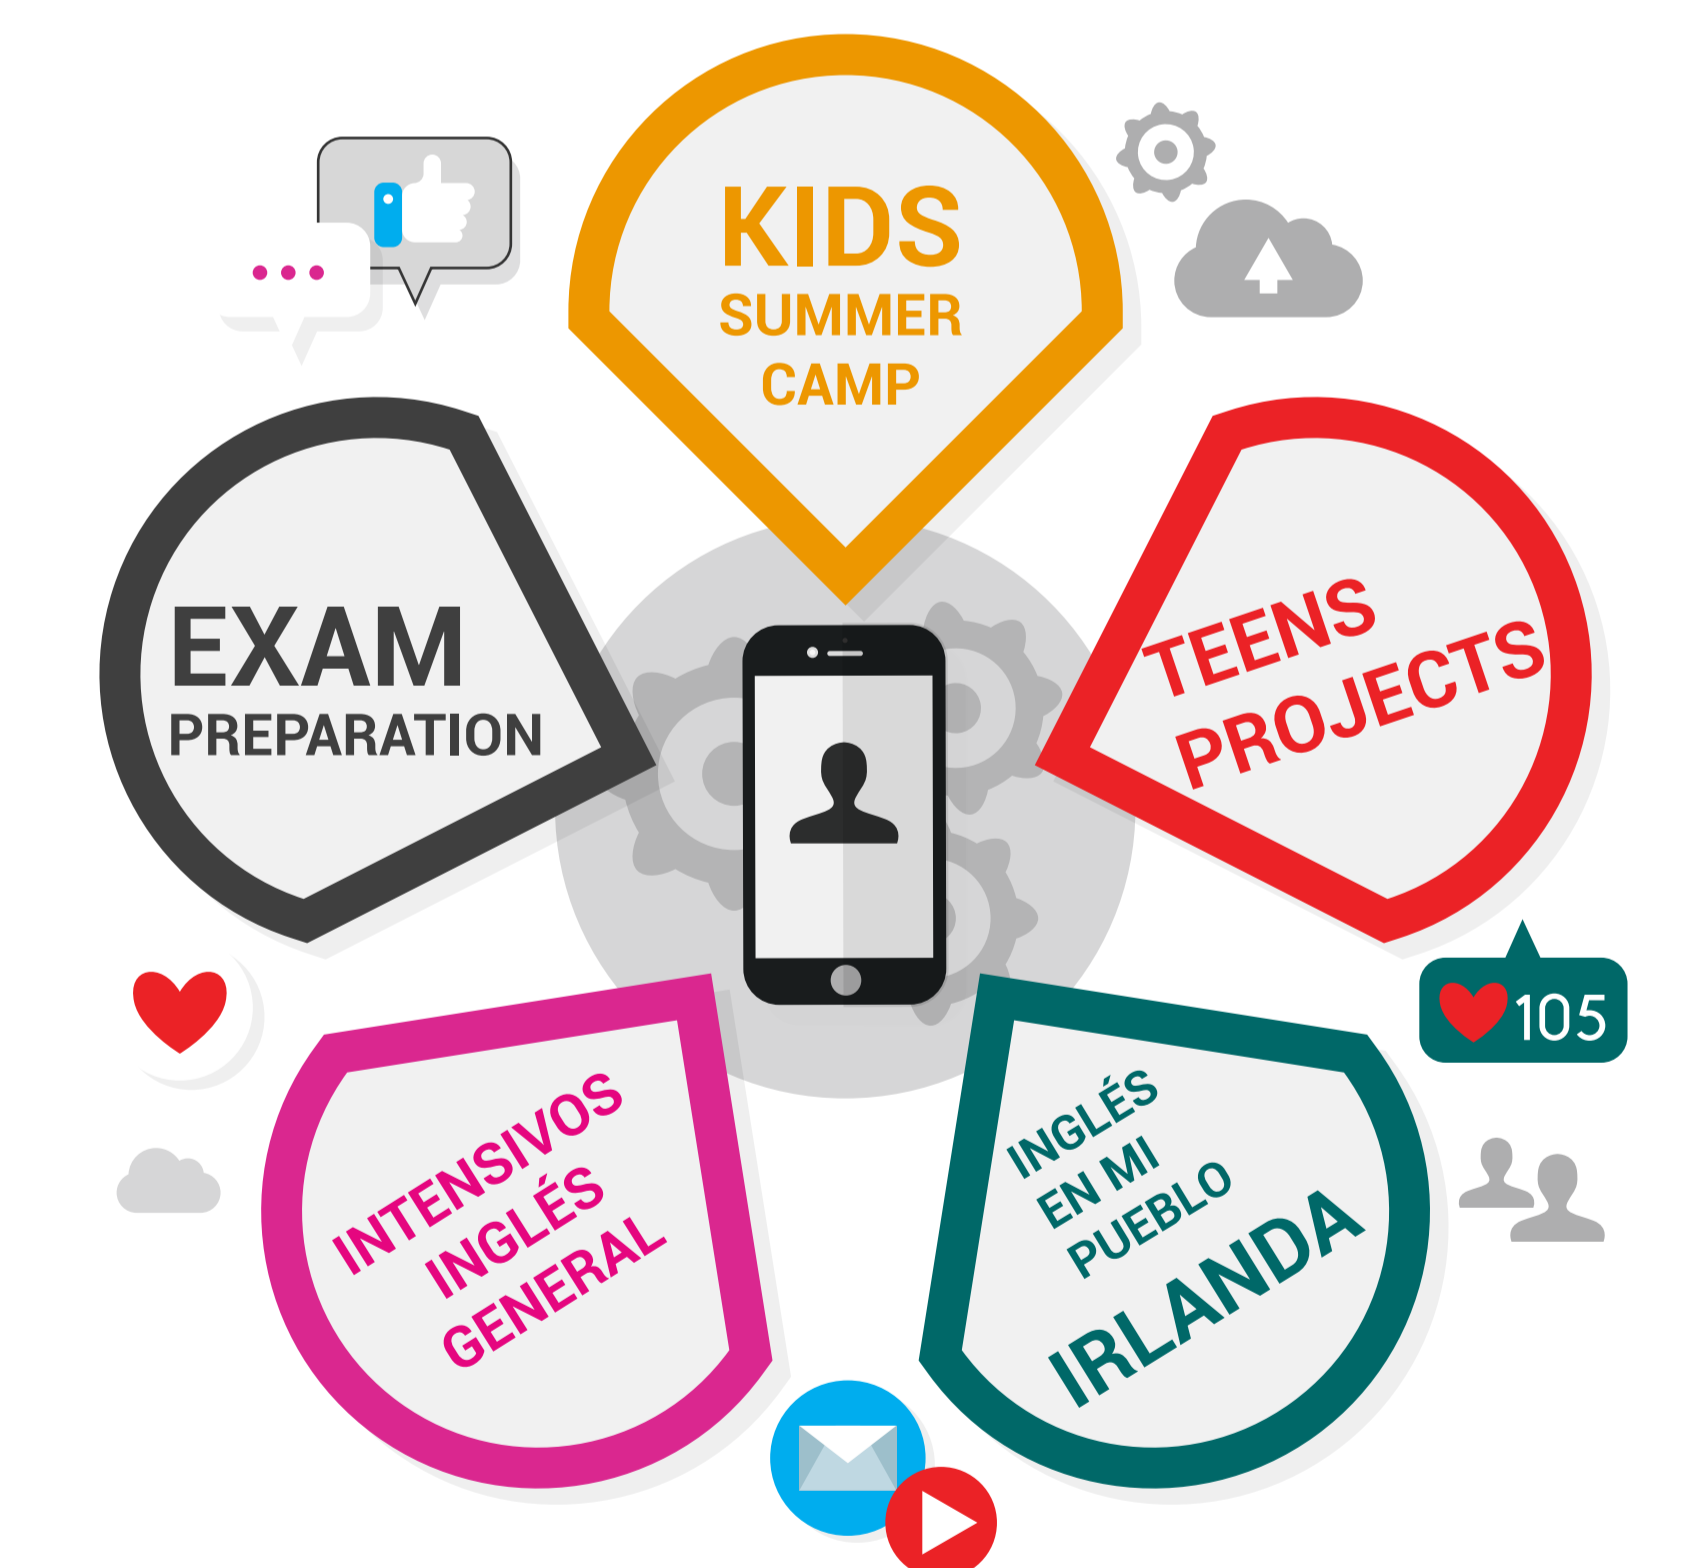 KIDS
SUMMER
CAMP
EXAM
PREPARATION
TEENS
PROJECTS
105
INTENSIVOS
INGLÉS
GENERAL
INGLÉS
EN MI
PUEBLO
IRLANDA